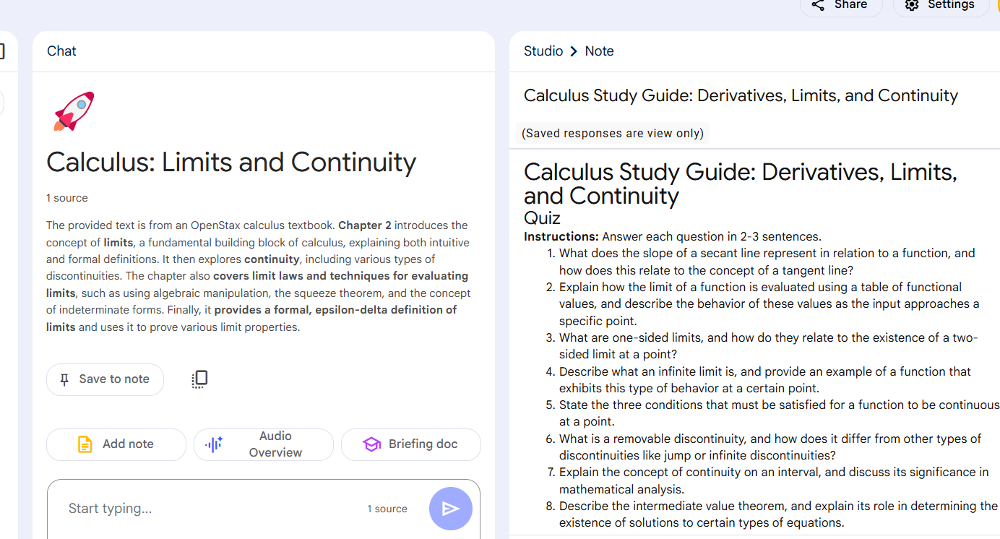 Share
Settings
Chat
Calculus: Limits and Continuity
1 source
The provided text is from an OpenStax calculus textbook. Chapter 2 introduces the
concept of limits, a fundamental building block of calculus, explaining both intuitive
and formal definitions. It then explores continuity, including various types of
discontinuities. The chapter also covers limit laws and techniques for evaluating
limits, such as using algebraic manipulation, the squeeze theorem, and the concept
of indeterminate forms. Finally, it provides a formal, epsilon-delta definition of
limits and uses it to prove various limit properties.
Save to note
Add note
Audio
Overview
Briefing doc
Start typing...
1 source
Studio > Note
Calculus Study Guide: Derivatives, Limits, and Continuity
(Saved responses are view only)
Calculus Study Guide: Derivatives, Limits,
and Continuity
Quiz
Instructions: Answer each question in 2-3 sentences.
1. What does the slope of a secant line represent in relation to a function, and
how does this relate to the concept of a tangent line?
2. Explain how the limit of a function is evaluated using a table of functional
values, and describe the behavior of these values as the input approaches a
specific point.
3. What are one-sided limits, and how do they relate to the existence of a two-
sided limit at a point?
4. Describe what an infinite limit is, and provide an example of a function that
exhibits this type of behavior at a certain point.
5. State the three conditions that must be satisfied for a function to be continuous
at a point.
6. What is a removable discontinuity, and how does it differ from other types of
discontinuities like jump or infinite discontinuities?
7. Explain the concept of continuity on an interval, and discuss its significance in
mathematical analysis.
8. Describe the intermediate value theorem, and explain its role in determining the
existence of solutions to certain types of equations.